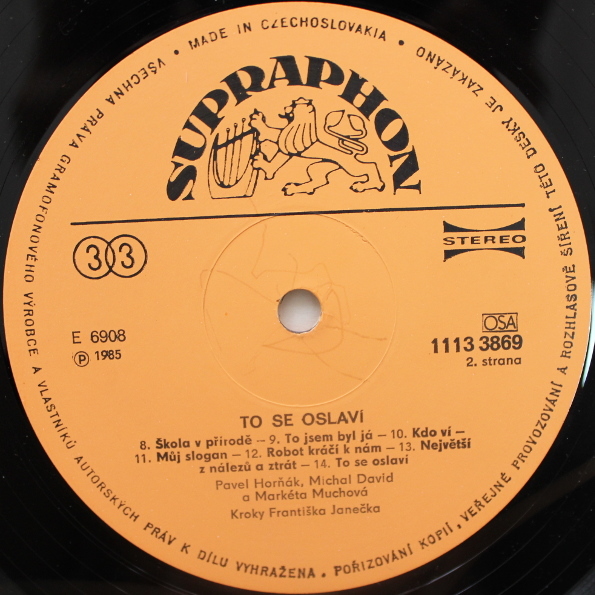 VŠECHNA PRÁVA GRAMOFONOVÉHO VÝROBCE A VLASTNÍKŮ AUTORSKÝCH PRÁV K DÍLU VYHRAŽENA. POŘIZOVÁNÍ KOPIÍ, VEŘEJNÉ PROVOZOVÁNÍ A ROZHLASOVÉ ŠÍŘENÍ TÉTO DESKY JE ZAKÁZÁNO • MADE IN CZECHOSLOVAKIA •
SUPRAPHON
33
STEREO
E 6908
℗ 1985
OSA
1113 3869
2. strana
TO SE OSLAVÍ
8. Škola v přírodě – 9. To jsem byl já – 10. Kdo ví –
11. Můj slogan – 12. Robot kráčí k nám – 13. Největší
z nálezů a ztrát – 14. To se oslaví
Pavel Horňák, Michal David
a Markéta Muchová
Kroky Františka Janečka